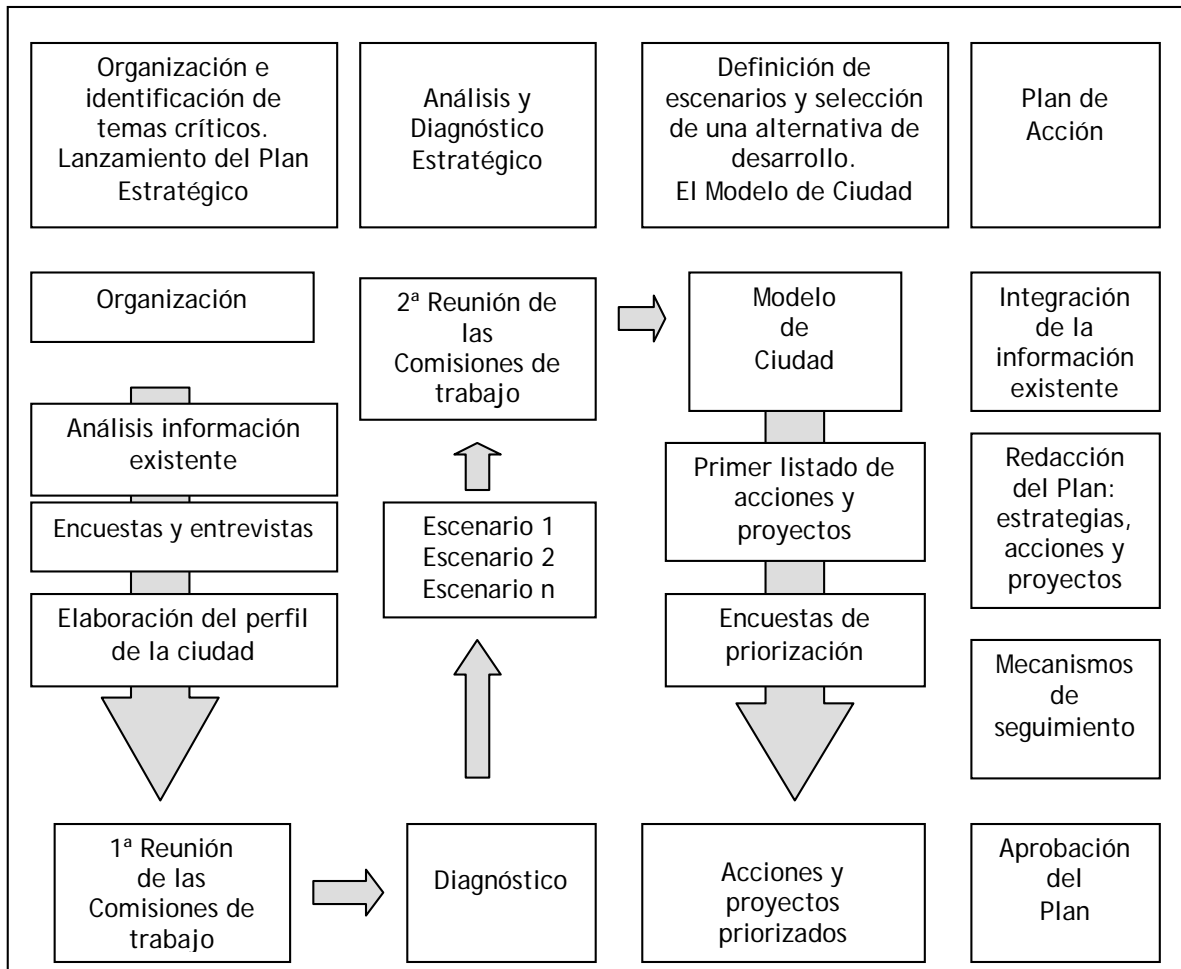 Organización e
identificación de
temas críticos.
Lanzamiento del Plan
Estratégico
Análisis y
Diagnóstico
Estratégico
Definición de
escenarios y selección
de una alternativa de
desarrollo.
El Modelo de Ciudad
Plan de
Acción
Organización
Análisis información
existente
Encuestas y entrevistas
Elaboración del perfil
de la ciudad
1ª Reunión
de las
Comisiones de
trabajo
2ª Reunión de
las
Comisiones de
trabajo
Escenario 1
Escenario 2
Escenario n
Diagnóstico
Modelo
de
Ciudad
Primer listado de
acciones y
proyectos
Encuestas de
priorización
Acciones y
proyectos
priorizados
Integración
de la
información
existente
Redacción
del Plan:
estrategias,
acciones y
proyectos
Mecanismos
de
seguimiento
Aprobación
del
Plan